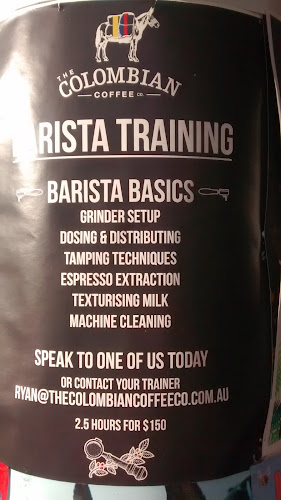 THE
COLOMBIAN
COFFEE CO.
ARISTA TRAINING
BARISTA BASICS
GRINDER SETUP
DOSING & DISTRIBUTING
TAMPING TECHNIQUES
ESPRESSO EXTRACTION
TEXTURISING MILK
MACHINE CLEANING
SPEAK TO ONE OF US TODAY
OR CONTACT YOUR TRAINER
RYAN@THECOLOMBIANCOFFEECO.COM.AU
2.5 HOURS FOR $150